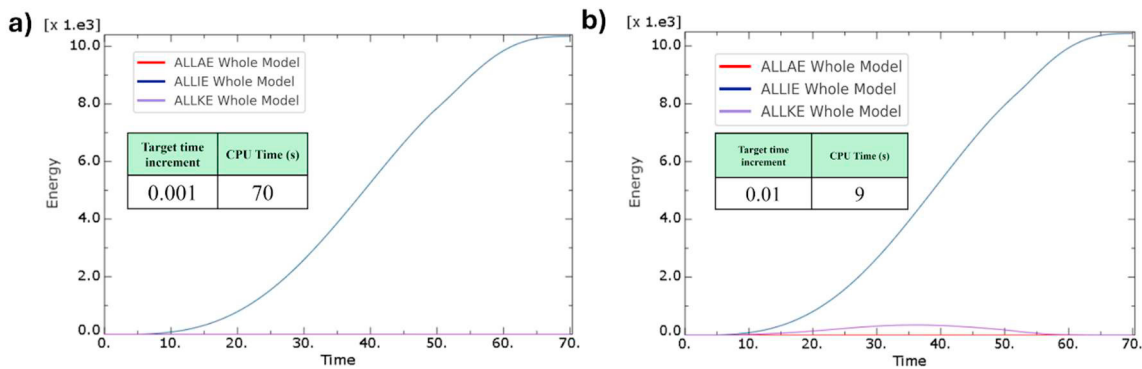 a)
[x 1.e3]
10.0
8.0
6.0
4.0
2.0
0.0
Energy
ALLAE Whole Model
ALLIE Whole Model
ALLKE Whole Model
Target time
increment
CPU Time (s)
0.001
70
0.
10.
20.
30.
40.
50.
60.
70.
Time
b)
[x 1.e3]
10.0
8.0
6.0
4.0
2.0
0.0
Energy
ALLAE Whole Model
ALLIE Whole Model
ALLKE Whole Model
Target time
increment
CPU Time (s)
0.01
9
0.
10.
20.
30.
40.
50.
60.
70.
Time